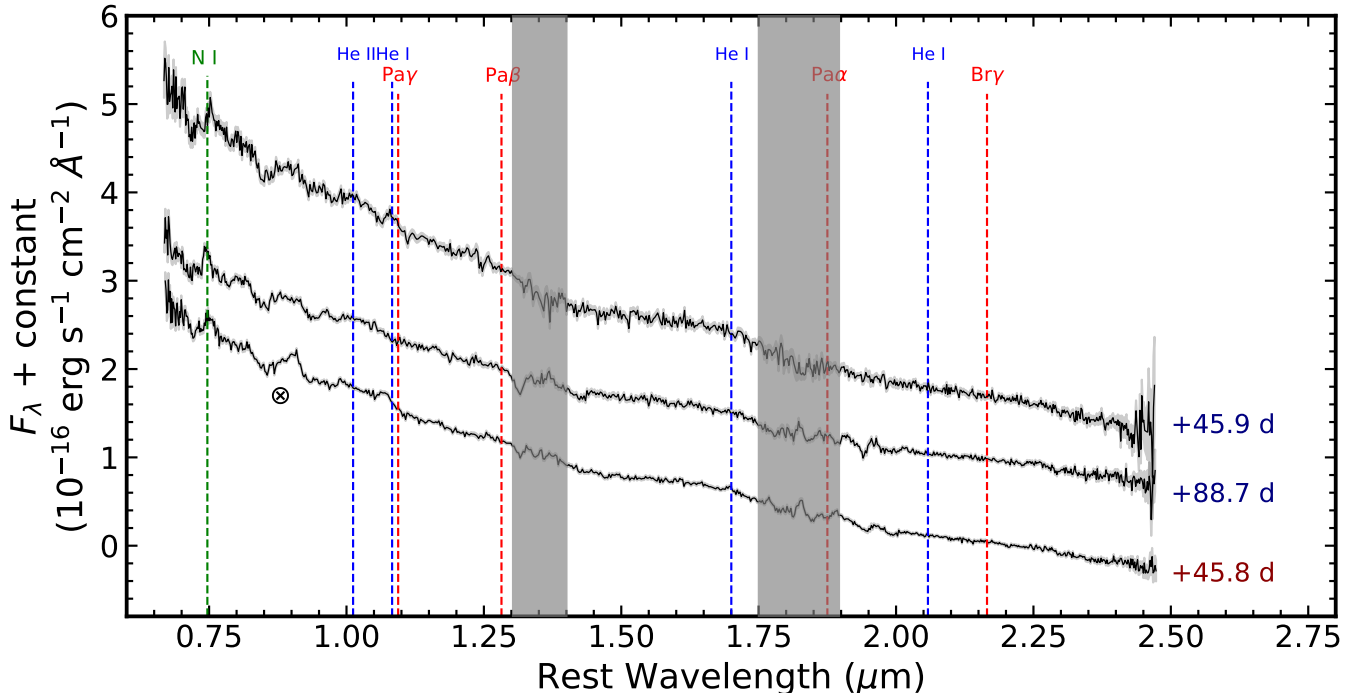 6
5
4
3
2
1
0
F_λ + constant
(10⁻¹⁶ erg s⁻¹ cm⁻² Å⁻¹)
N I
He II
He I
He I
He I
Paγ
Paβ
Paα
Brγ
⊗
+45.9 d
+88.7 d
+45.8 d
0.75
1.00
1.25
1.50
1.75
2.00
2.25
2.50
2.75
Rest Wavelength (μm)